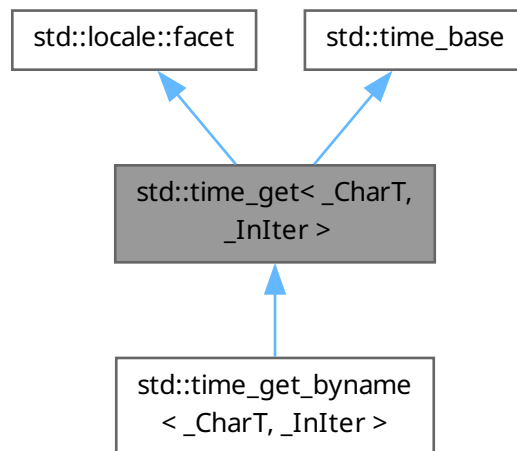 std::locale::facet
std::time_base
std::time_get< _CharT,
_InIter >
std::time_get_byname
< _CharT, _InIter >